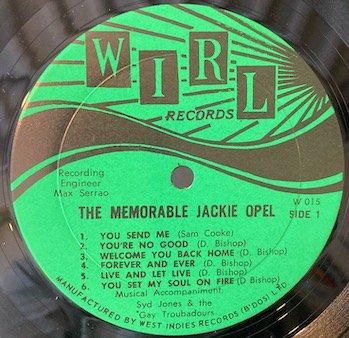 WIRL
RECORDS
Recording
Engineer
Max Serrao
W 015
SIDE 1
THE MEMORABLE JACKIE OPEL
1. YOU SEND ME (Sam Cooke)
2. YOU'RE NO GOOD (D. Bishop)
3. WELCOME YOU BACK HOME (D. Bishop)
4. FOREVER AND EVER (D. Bishop)
5. LIVE AND LET LIVE (D. Bishop)
6. YOU SET MY SOUL ON FIRE (D. Bishop)
Musical Accompaniment
Syd Jones & the
"Gay Troubadours
MANUFACTURED BY WEST INDIES RECORDS (B'DOS) LTD